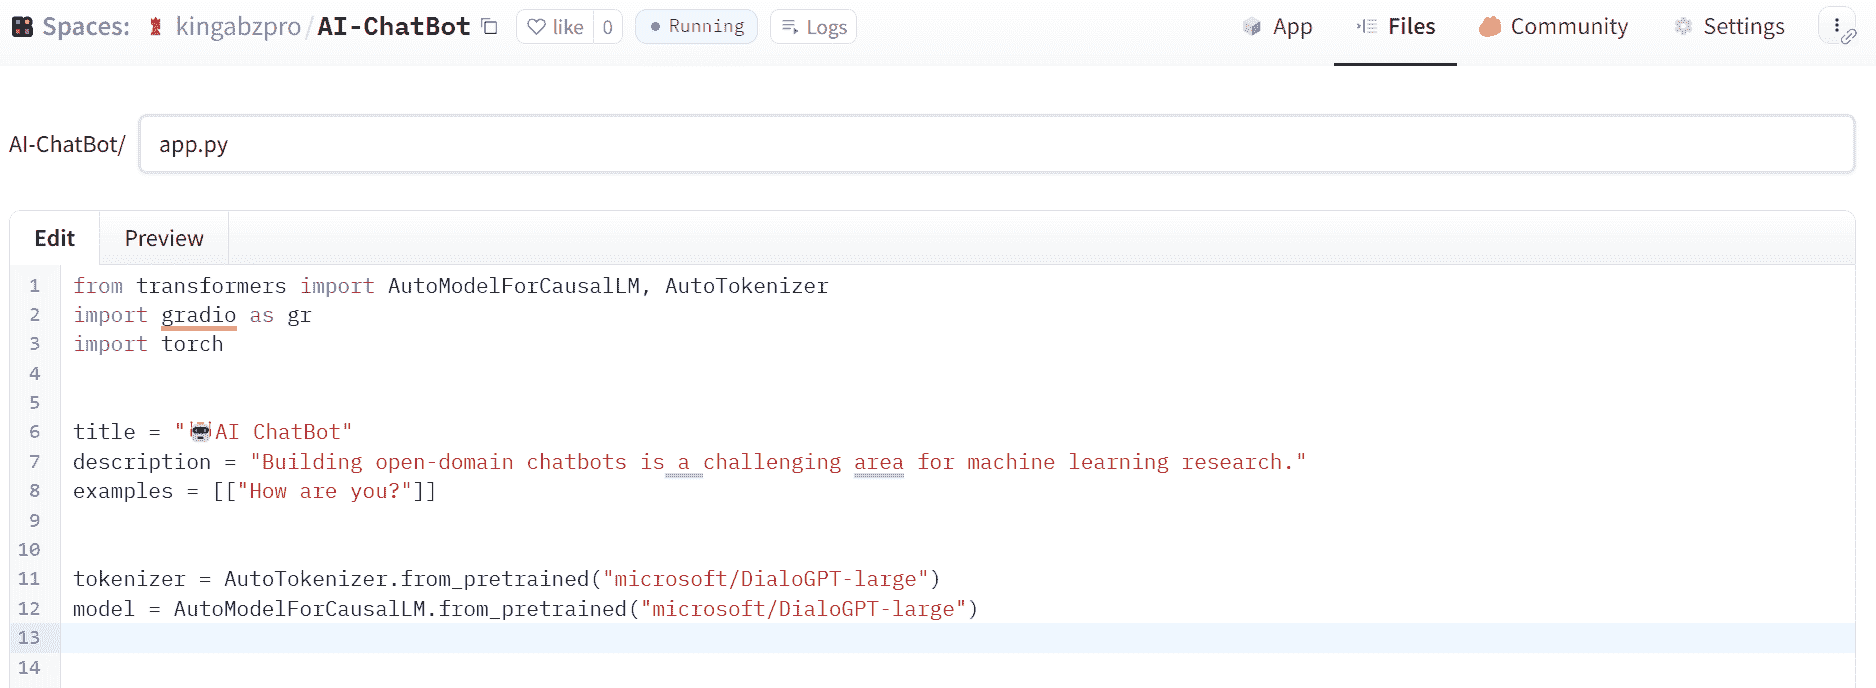 Spaces: kingabzpro/AI-ChatBot like 0 Running Logs App Files Community Settings
AI-ChatBot/ app.py
Edit Preview
1 from transformers import AutoModelForCausalLM, AutoTokenizer
2 import gradio as gr
3 import torch
4
5
6 title = "🤖AI ChatBot"
7 description = "Building open-domain chatbots is a challenging area for machine learning research."
8 examples = [["How are you?"]]
9
10
11 tokenizer = AutoTokenizer.from_pretrained("microsoft/DialoGPT-large")
12 model = AutoModelForCausalLM.from_pretrained("microsoft/DialoGPT-large")
13
14